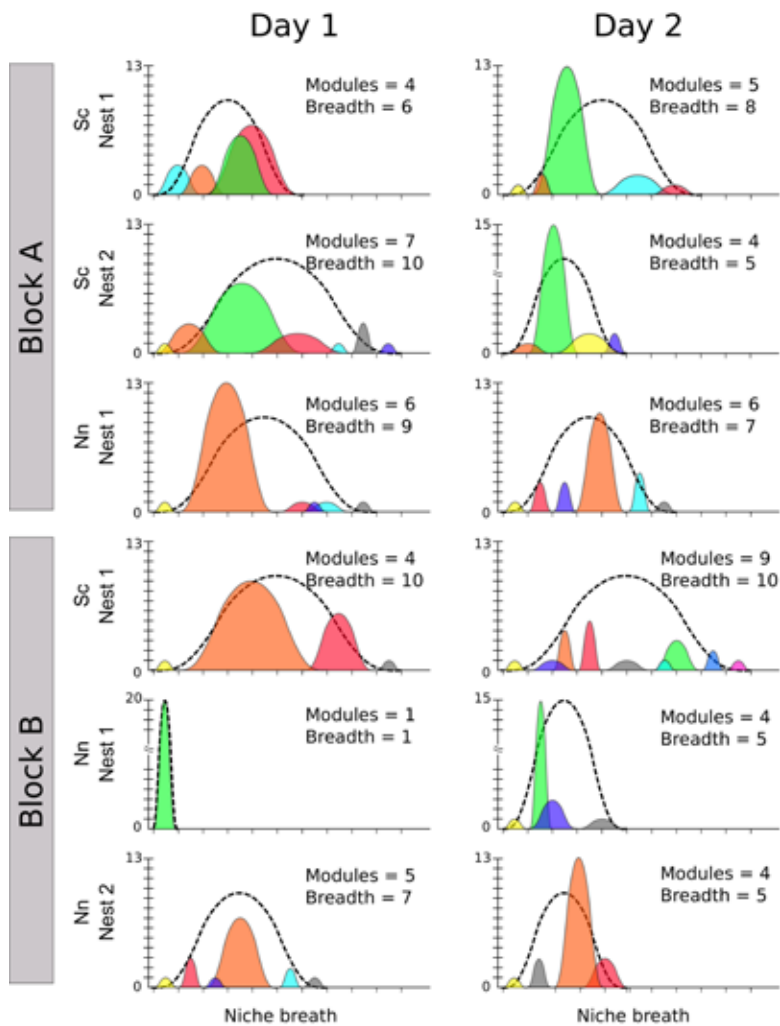 Day 1
Day 2
Block A
Sc
Nest 1
13
0
Modules = 4
Breadth = 6
13
0
Modules = 5
Breadth = 8
Sc
Nest 2
13
0
Modules = 7
Breadth = 10
15
0
Modules = 4
Breadth = 5
Nn
Nest 1
13
0
Modules = 6
Breadth = 9
13
0
Modules = 6
Breadth = 7
Block B
Sc
Nest 1
13
0
Modules = 4
Breadth = 10
13
0
Modules = 9
Breadth = 10
Nn
Nest 1
20
0
Modules = 1
Breadth = 1
15
0
Modules = 4
Breadth = 5
Nn
Nest 2
13
0
Modules = 5
Breadth = 7
13
0
Modules = 4
Breadth = 5
Niche breath
Niche breath